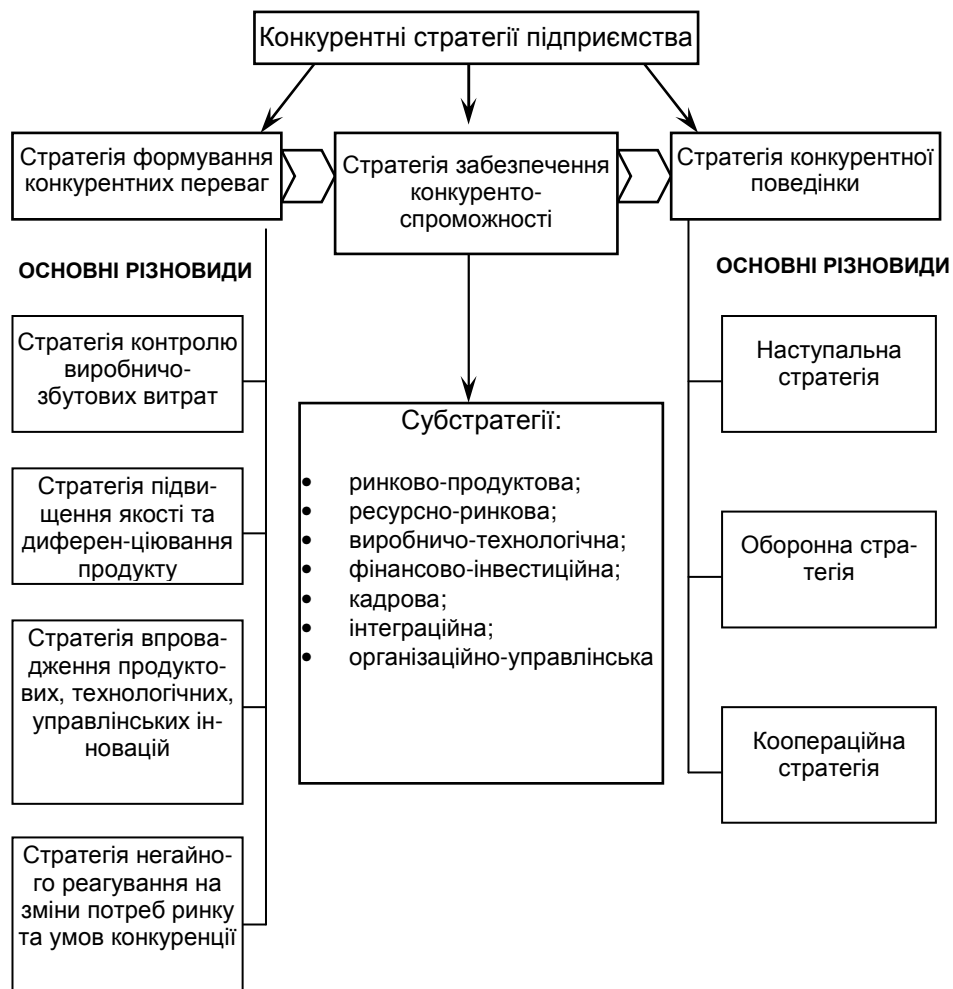 Конкурентні стратегії підприємства
Стратегія формування
конкурентних переваг
Стратегія забезпечення
конкуренто-
спроможності
Стратегія конкурентної
поведінки
ОСНОВНІ РІЗНОВИДИ
Стратегія контролю
виробничо-
збутових витрат
Стратегія підви-
щення якості та
диферен-ціювання
продукту
Стратегія впрова-
дження продукто-
вих, технологічних,
управлінських ін-
новацій
Стратегія негайно-
го реагування на
зміни потреб ринку
та умов конкуренції
Субстратегії:
• ринково-продуктова;
• ресурсно-ринкова;
• виробничо-технологічна;
• фінансово-інвестиційна;
• кадрова;
• інтеграційна;
• організаційно-управлінська
ОСНОВНІ РІЗНОВИДИ
Наступальна
стратегія
Оборонна стра-
тегія
Коопераційна
стратегія